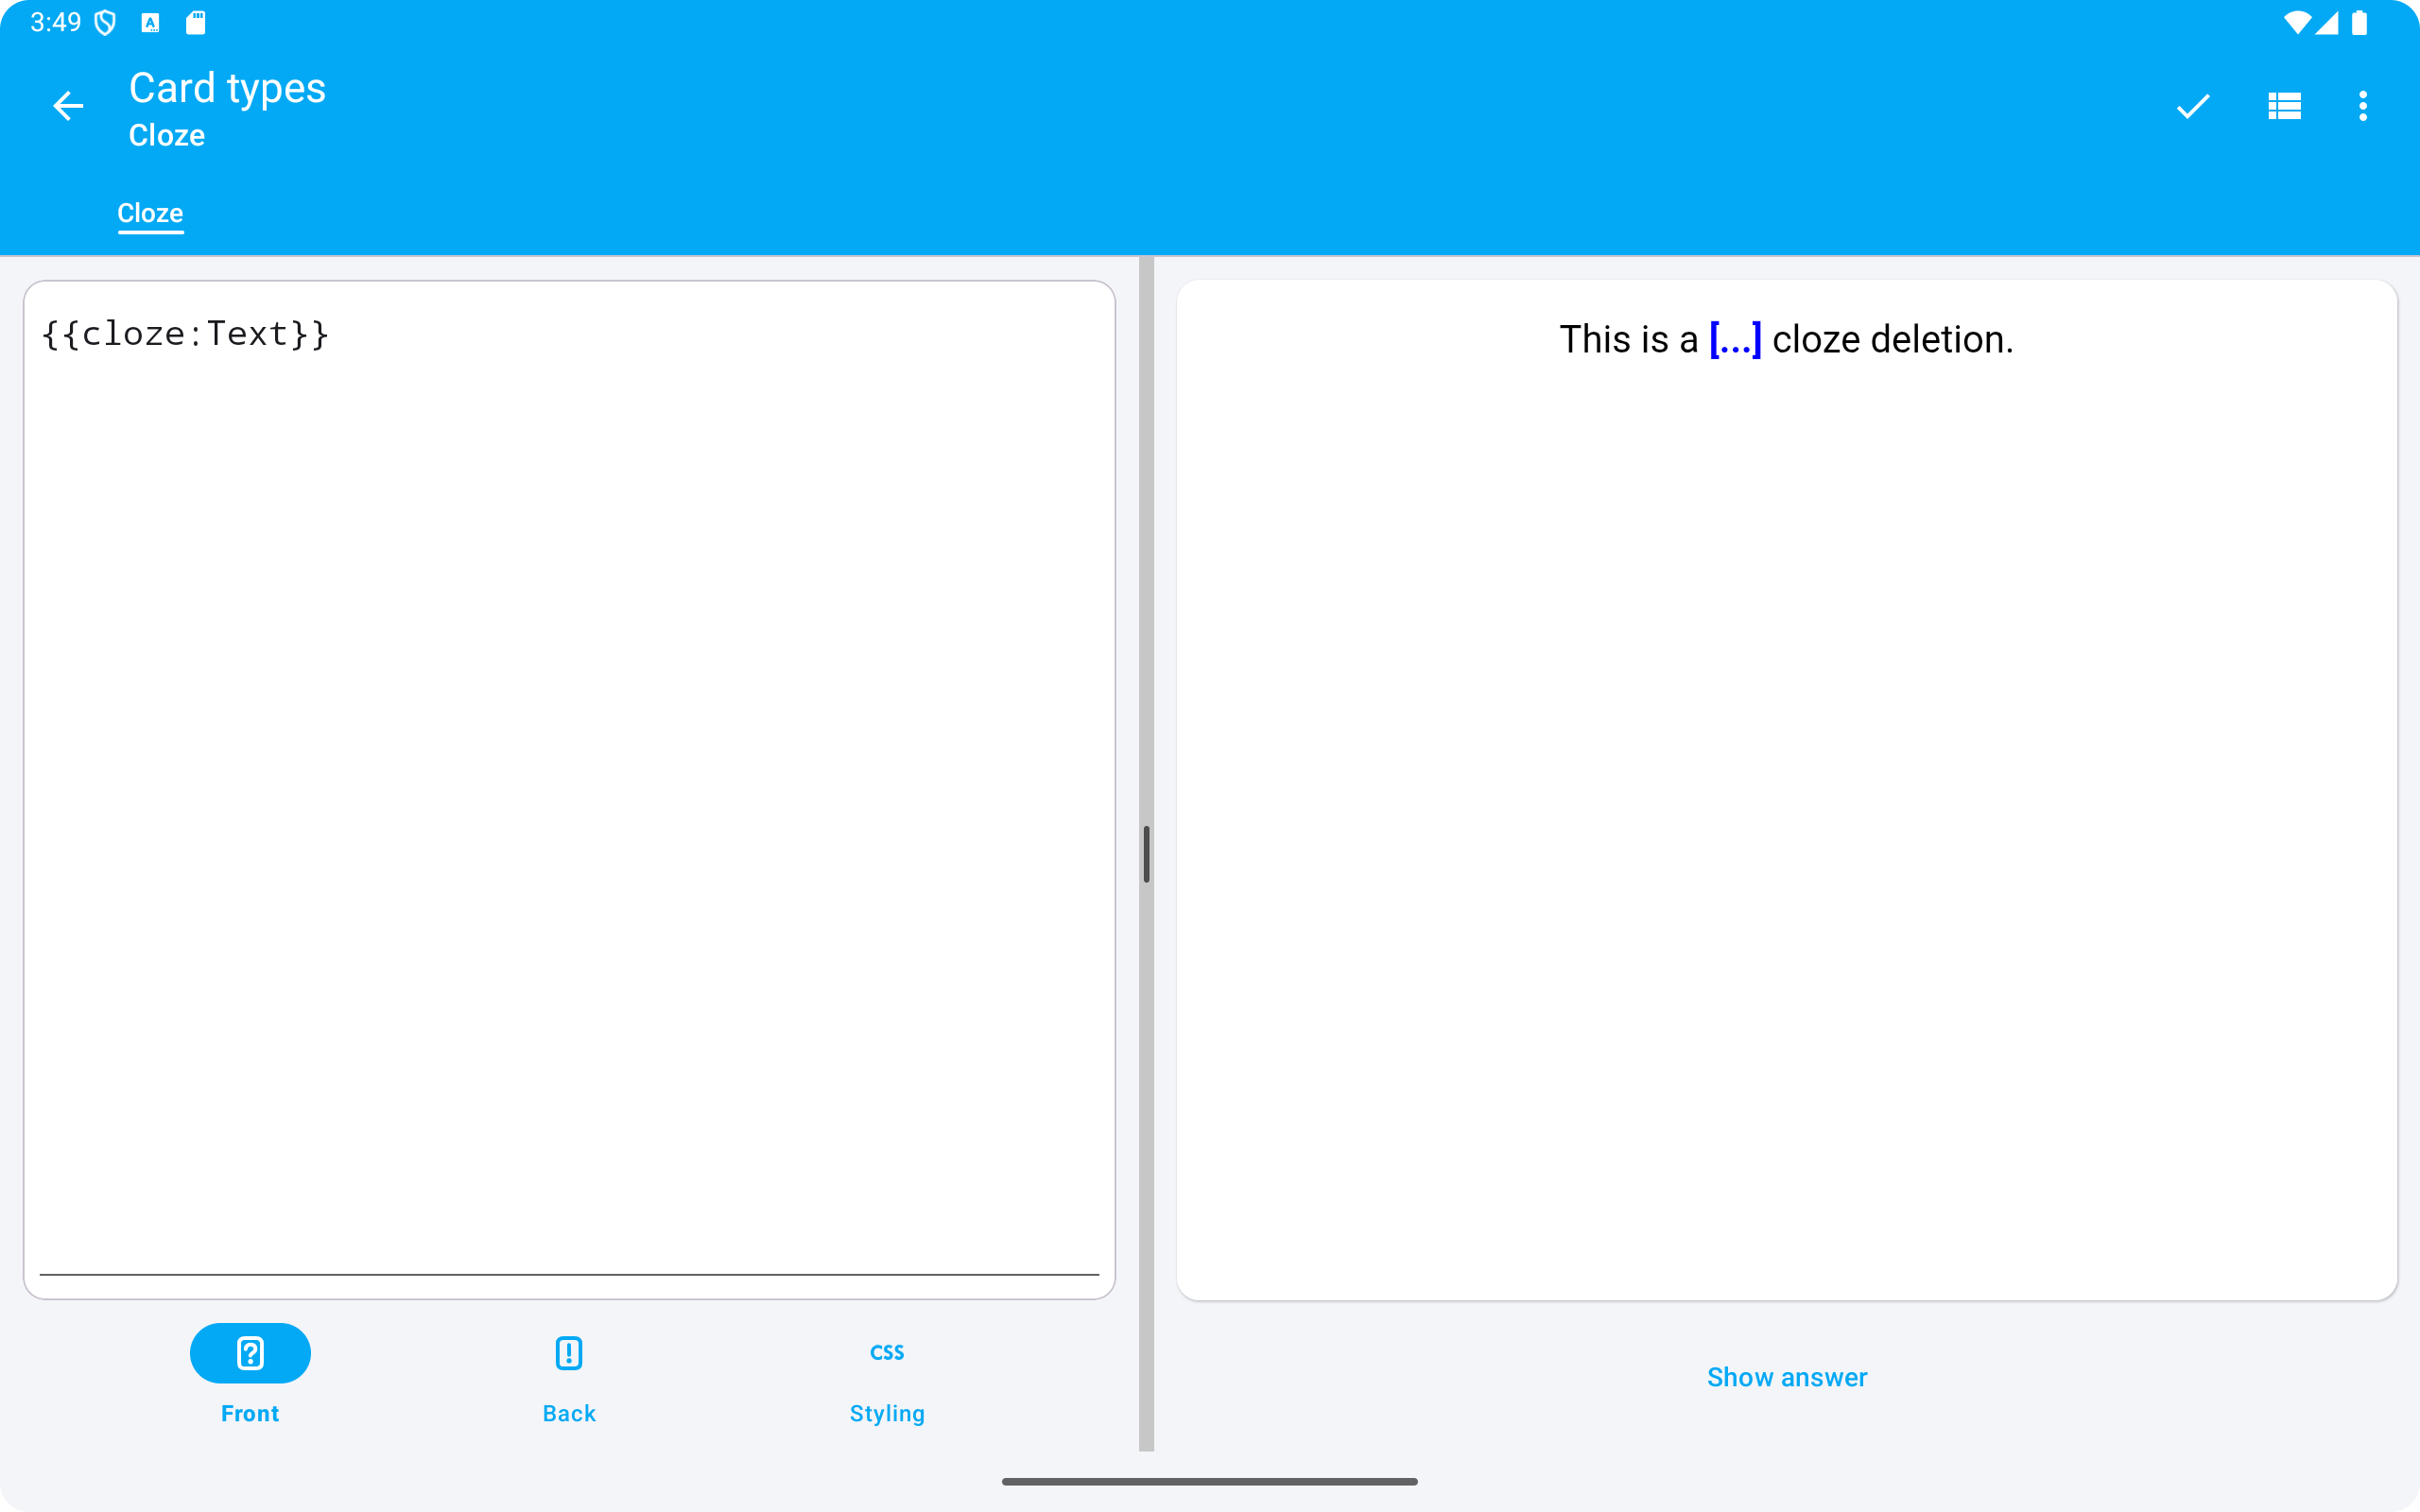 3:49
Card types
Cloze
Cloze
{{cloze:Text}}
This is a [...] cloze deletion.
Front
Back
CSS
Styling
Show answer